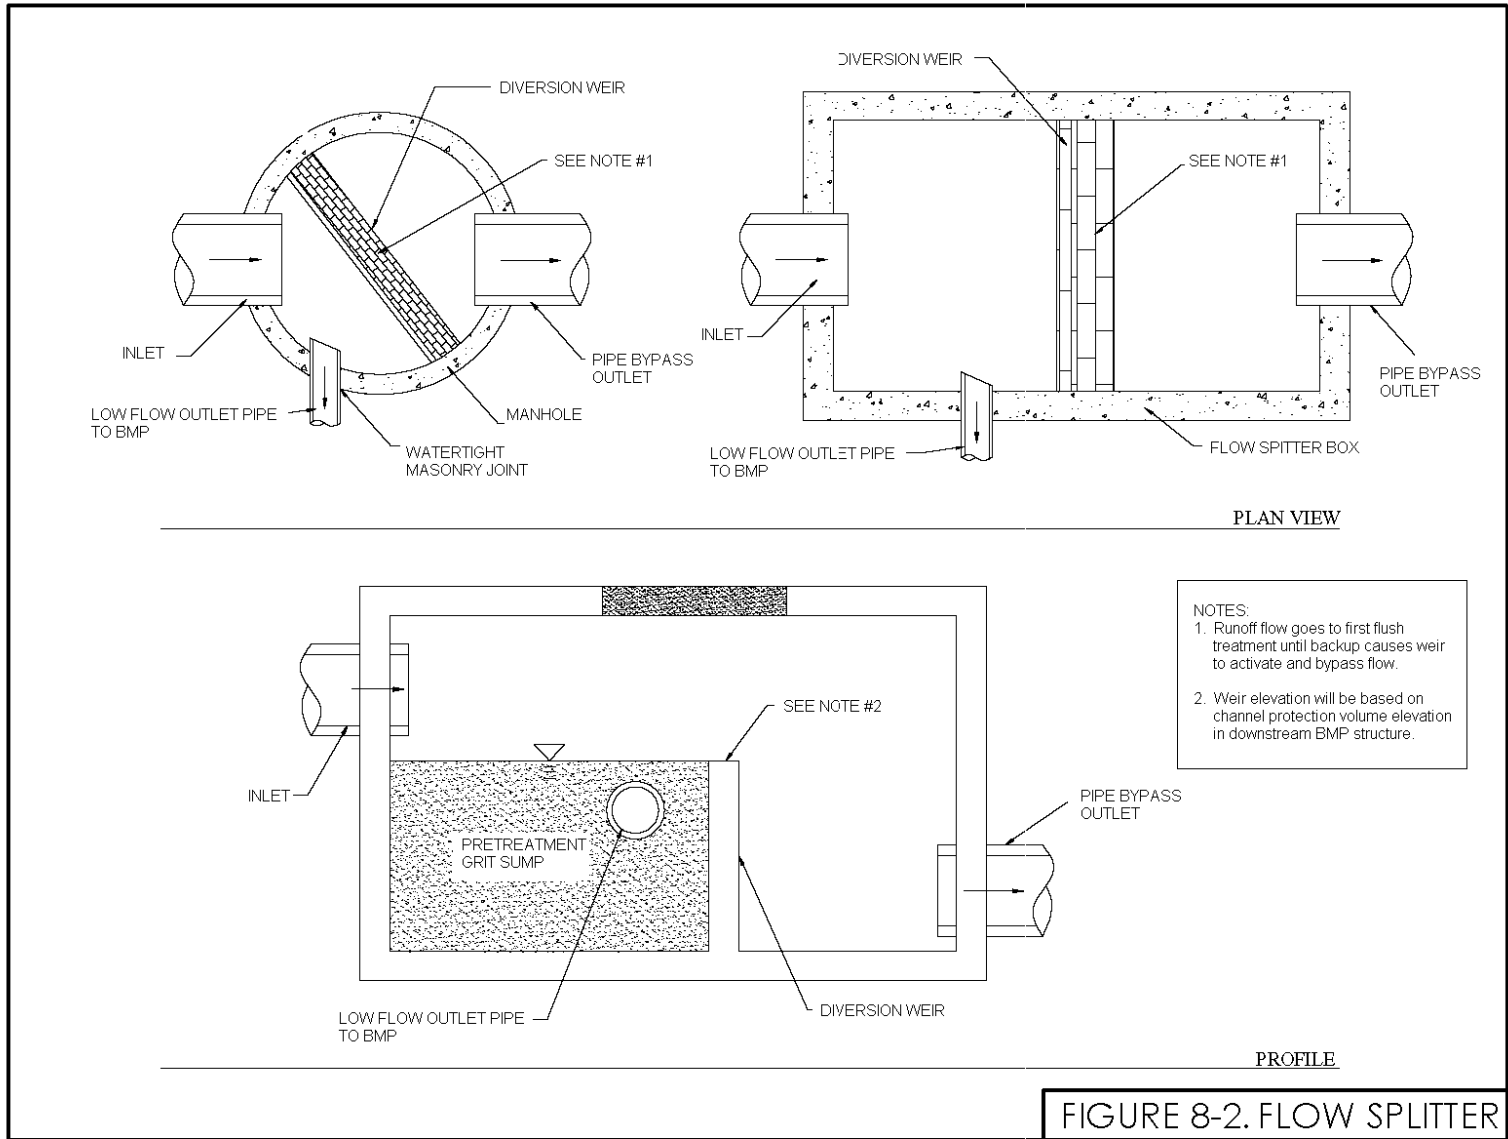 DIVERSION WEIR
SEE NOTE #1
INLET
PIPE BYPASS
OUTLET
LOW FLOW OUTLET PIPE
TO BMP
MANHOLE
WATERTIGHT
MASONRY JOINT
DIVERSION WEIR
SEE NOTE #1
INLET
PIPE BYPASS
OUTLET
LOW FLOW OUTLET PIPE
TO BMP
FLOW SPITTER BOX
PLAN VIEW
SEE NOTE #2
INLET
PRETREATMENT
GRIT SUMP
PIPE BYPASS
OUTLET
LOW FLOW OUTLET PIPE
TO BMP
DIVERSION WEIR
NOTES:
1. Runoff flow goes to first flush
treatment until backup causes weir
to activate and bypass flow.
2. Weir elevation will be based on
channel protection volume elevation
in downstream BMP structure.
PROFILE
FIGURE 8-2. FLOW SPLITTER